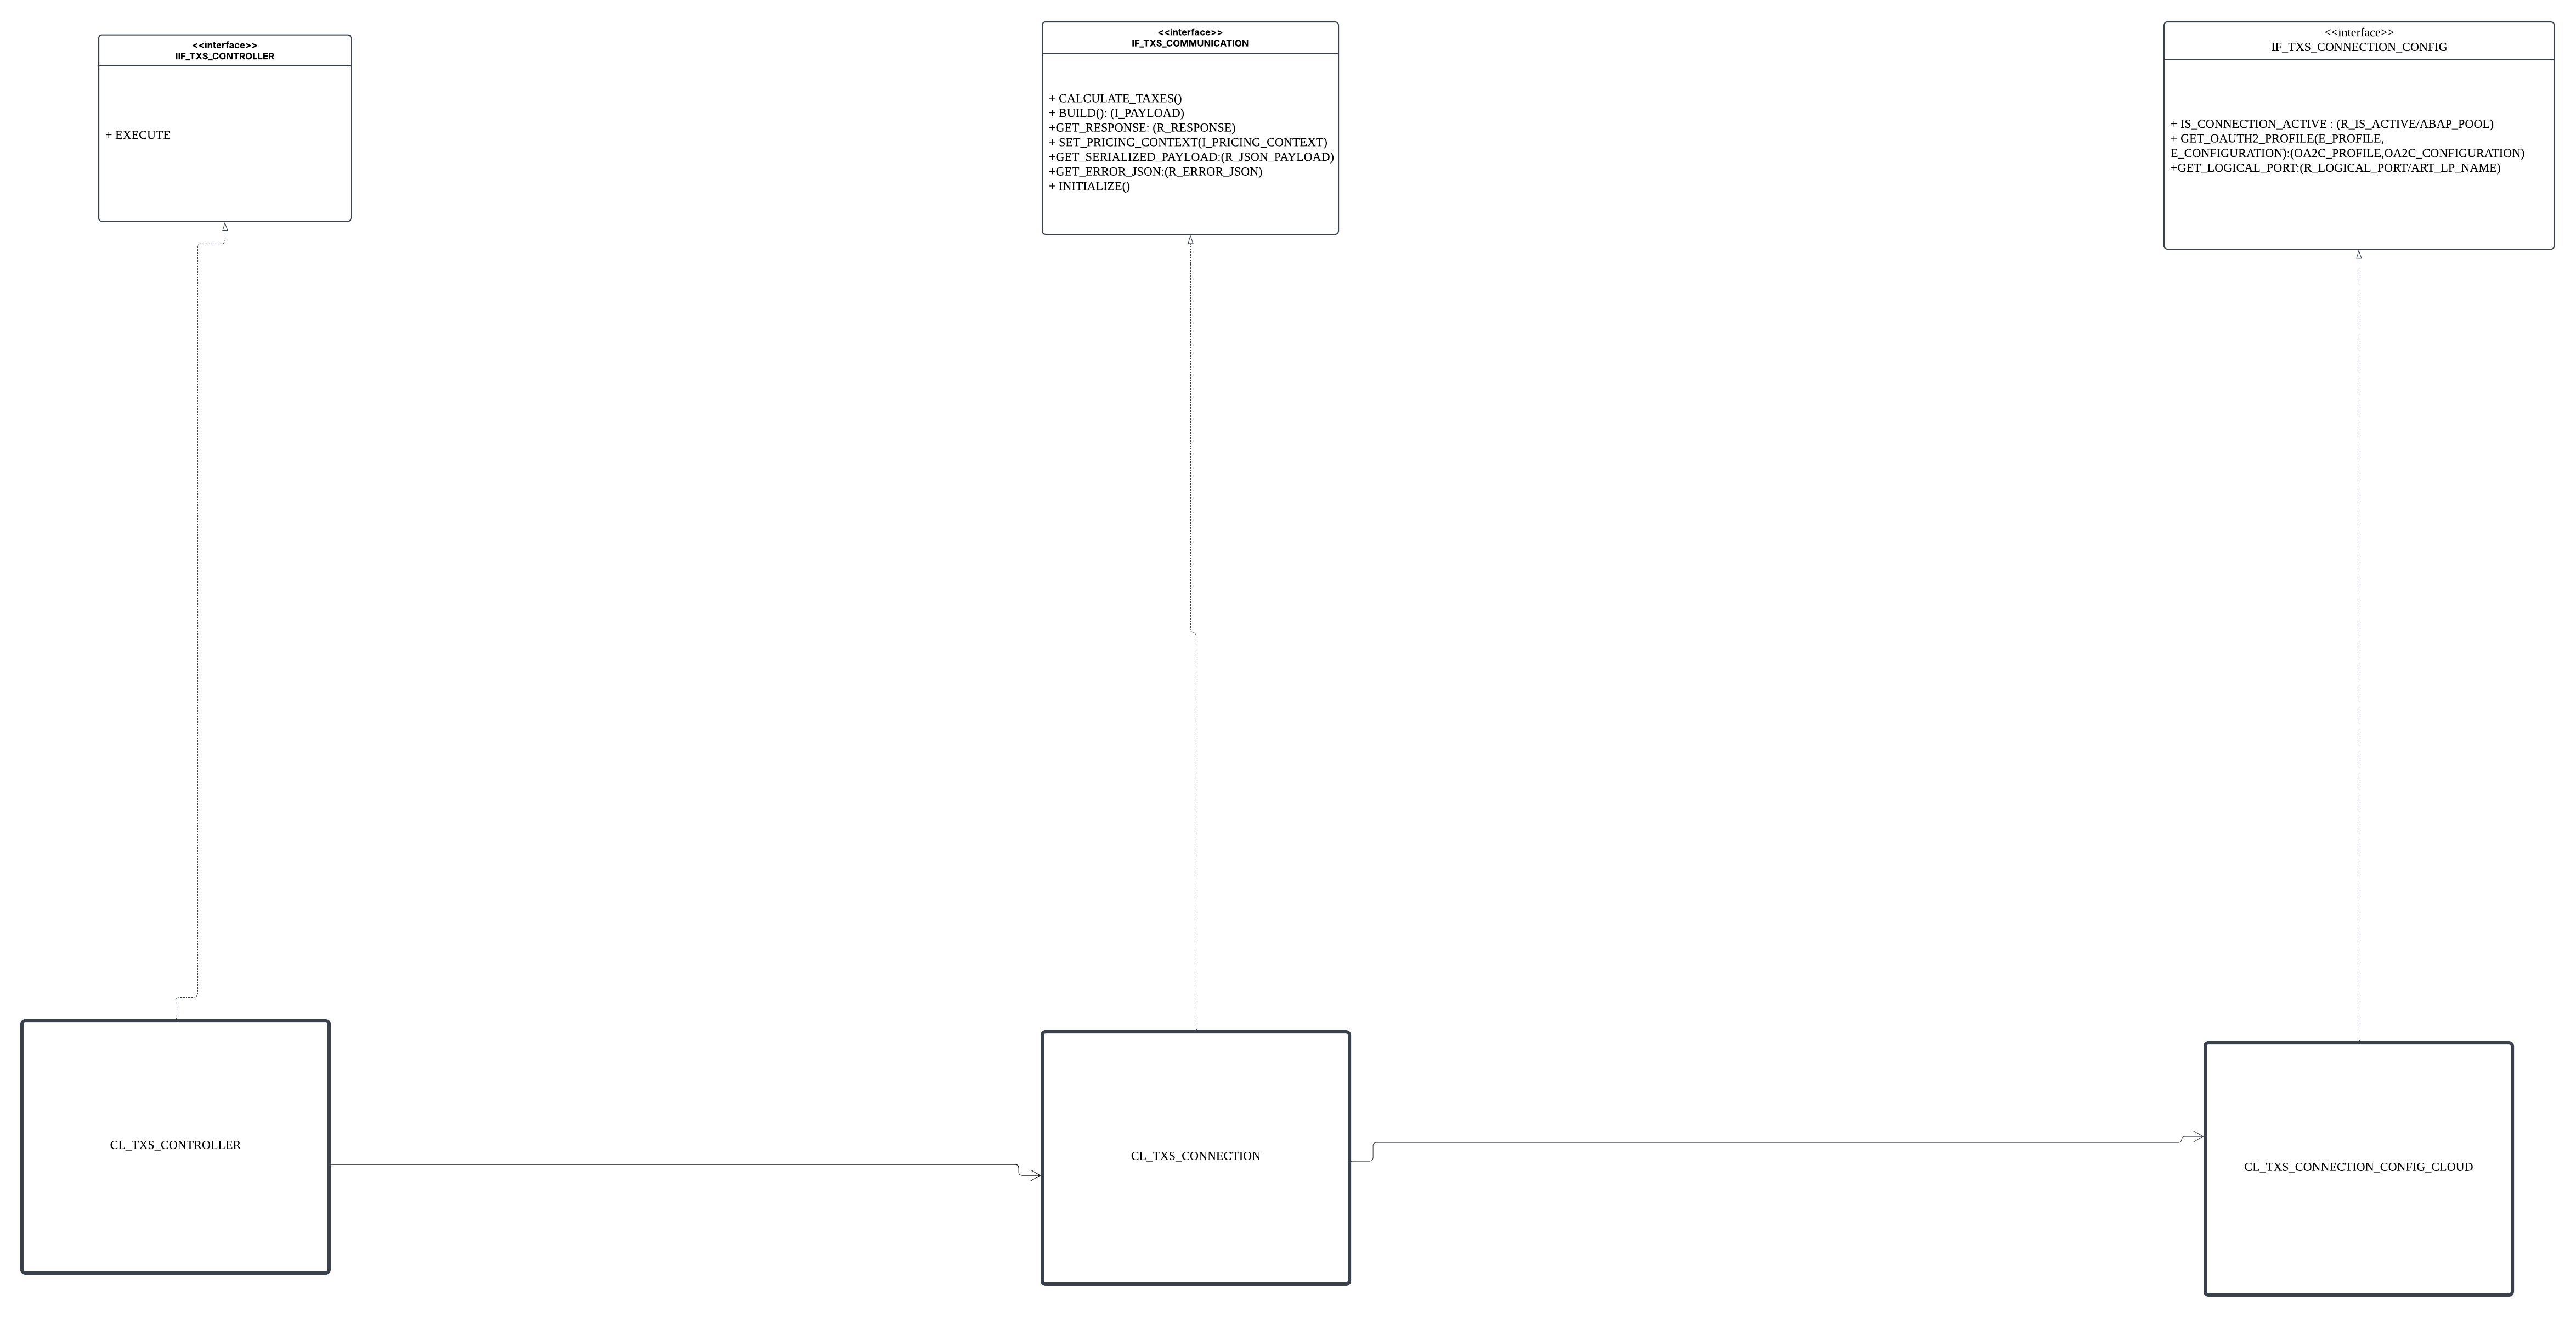 <<interface>>
IIF_TXS_CONTROLLER
+ EXECUTE
<<interface>>
IF_TXS_COMMUNICATION
+ CALCULATE_TAXES()
+ BUILD(): (I_PAYLOAD)
+GET_RESPONSE: (R_RESPONSE)
+ SET_PRICING_CONTEXT(I_PRICING_CONTEXT)
+GET_SERIALIZED_PAYLOAD:(R_JSON_PAYLOAD)
+GET_ERROR_JSON:(R_ERROR_JSON)
+ INITIALIZE()
<<interface>>
IF_TXS_CONNECTION_CONFIG
+ IS_CONNECTION_ACTIVE : (R_IS_ACTIVE/ABAP_POOL)
+ GET_OAUTH2_PROFILE(E_PROFILE,
E_CONFIGURATION):(OA2C_PROFILE,OA2C_CONFIGURATION)
+GET_LOGICAL_PORT:(R_LOGICAL_PORT/ART_LP_NAME)
CL_TXS_CONTROLLER
CL_TXS_CONNECTION
CL_TXS_CONNECTION_CONFIG_CLOUD